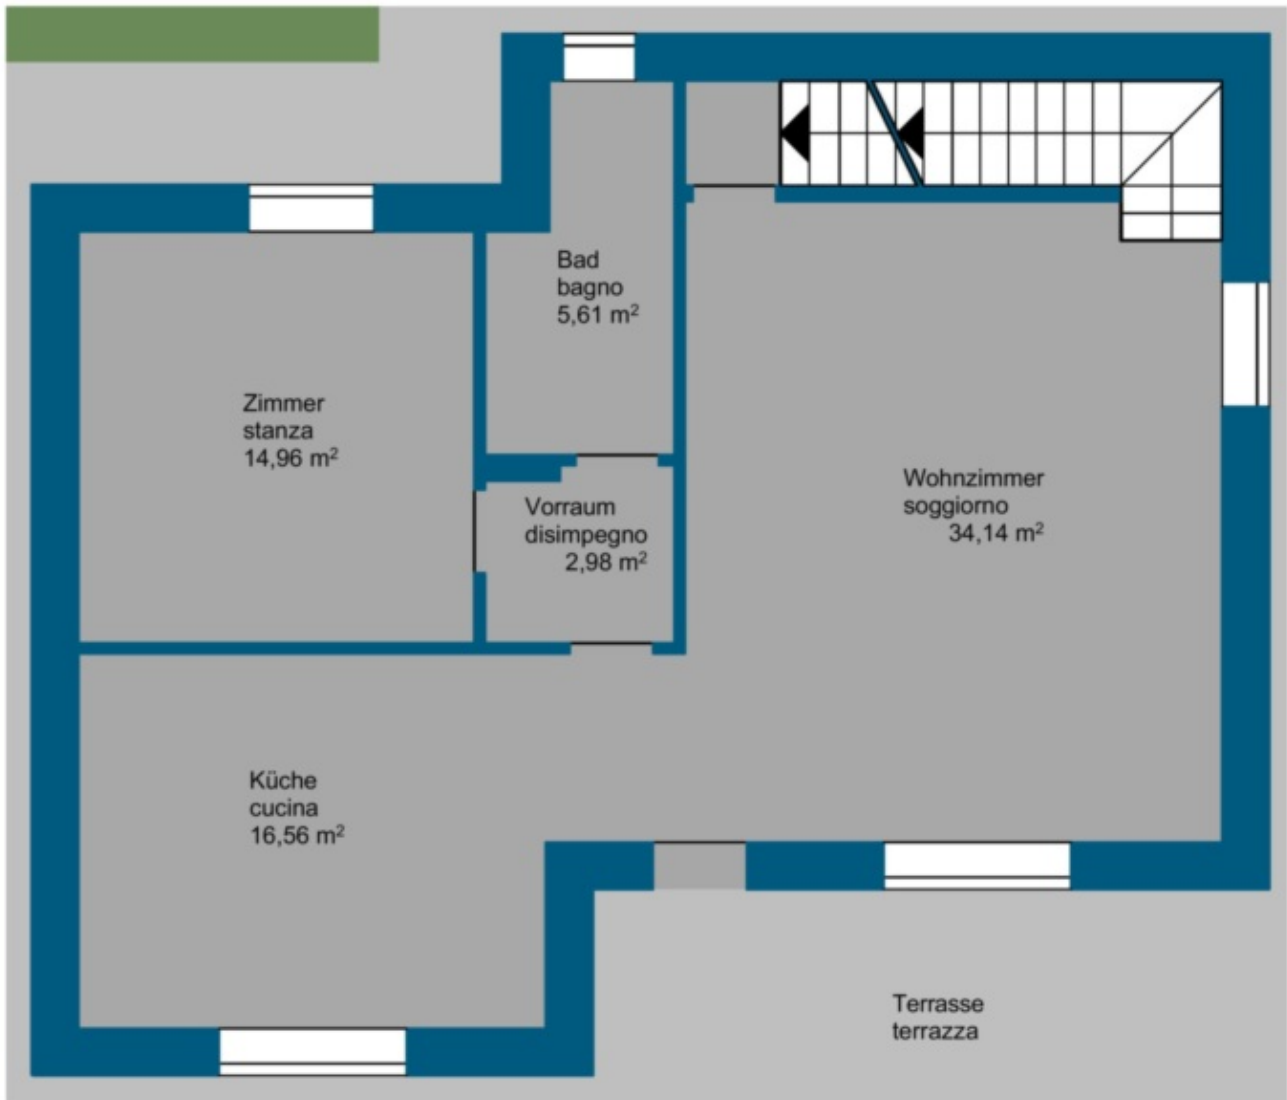 Bad
bagno
5,61 m²
Zimmer
stanza
14,96 m²
Wohnzimmer
soggiorno
34,14 m²
Vorraum
disimpegno
2,98 m²
Küche
cucina
16,56 m²
Terrasse
terrazza